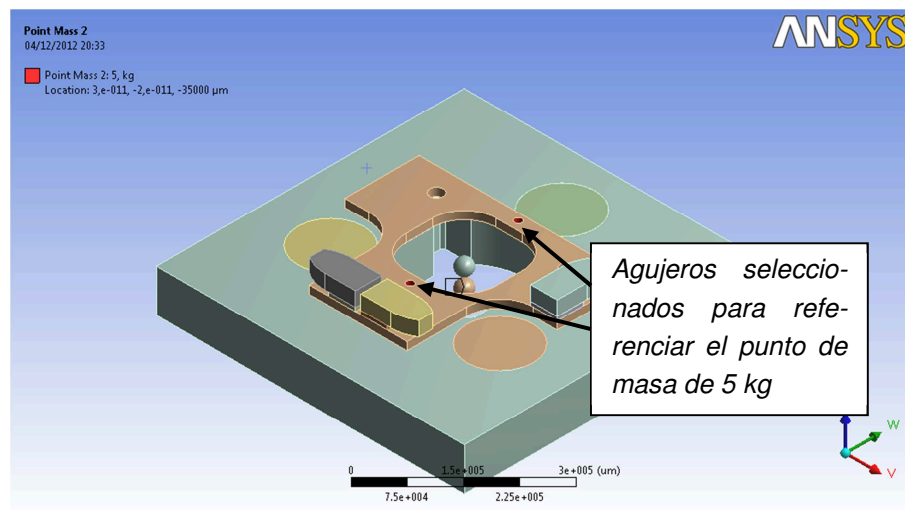 Point Mass 2
04/12/2012 20:33
Point Mass 2: 5, kg
Location: 3,e-011, -2,e-011, -35000 µm
ANSYS
Agujeros seleccio-
nados para refe-
renciar el punto de
masa de 5 kg
W
V
0 1.5e+005 3e+005 (um)
7.5e+004 2.25e+005